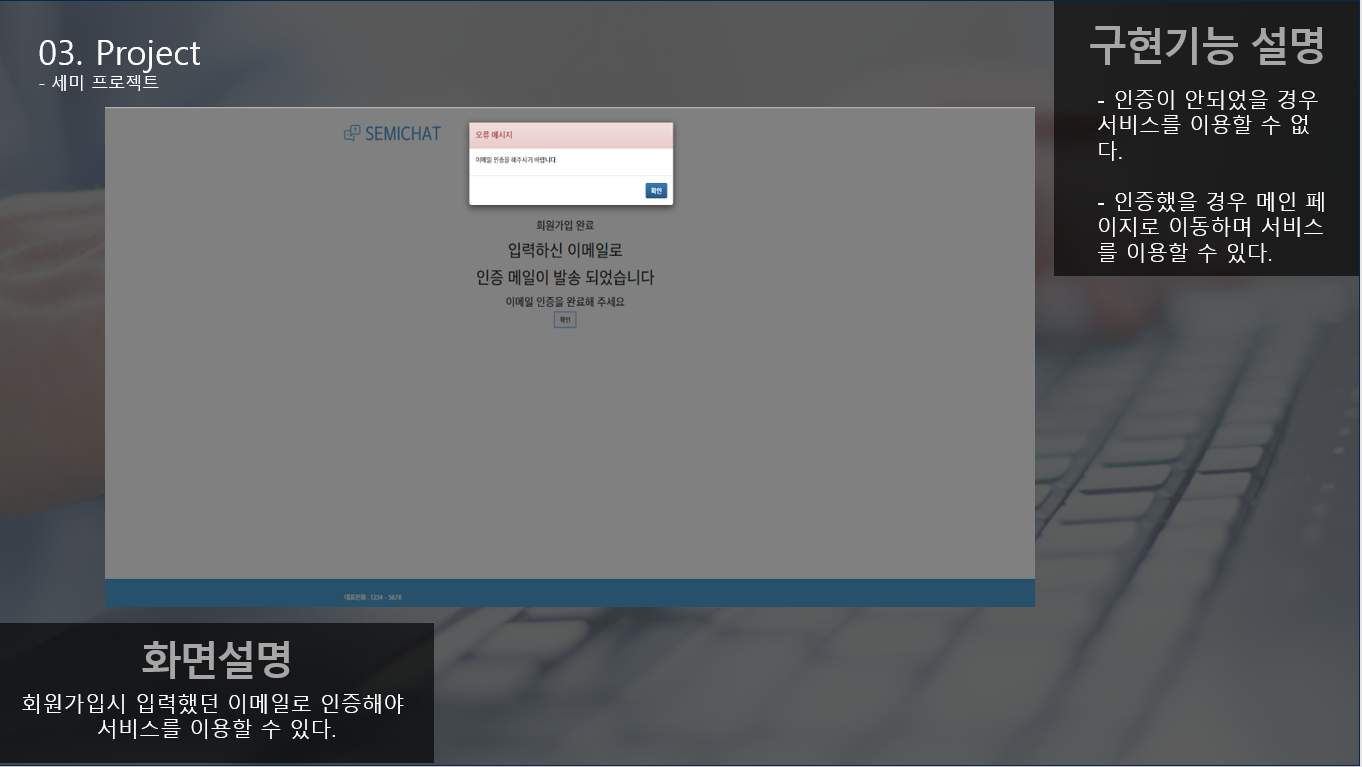 03. Project
- 세미 프로젝트
구현기능 설명
- 인증이 안되었을 경우
서비스를 이용할 수 없
다.
- 인증했을 경우 메인 페
이지로 이동하며 서비스
를 이용할 수 있다.
SEMICHAT
오류 메시지
이메일 인증을 해주시기 바랍니다.
확인
회원가입 완료
입력하신 이메일로
인증 메일이 발송 되었습니다
이메일 인증을 완료해 주세요
확인
대표전화 : 1234 - 5678
화면설명
회원가입시 입력했던 이메일로 인증해야
서비스를 이용할 수 있다.